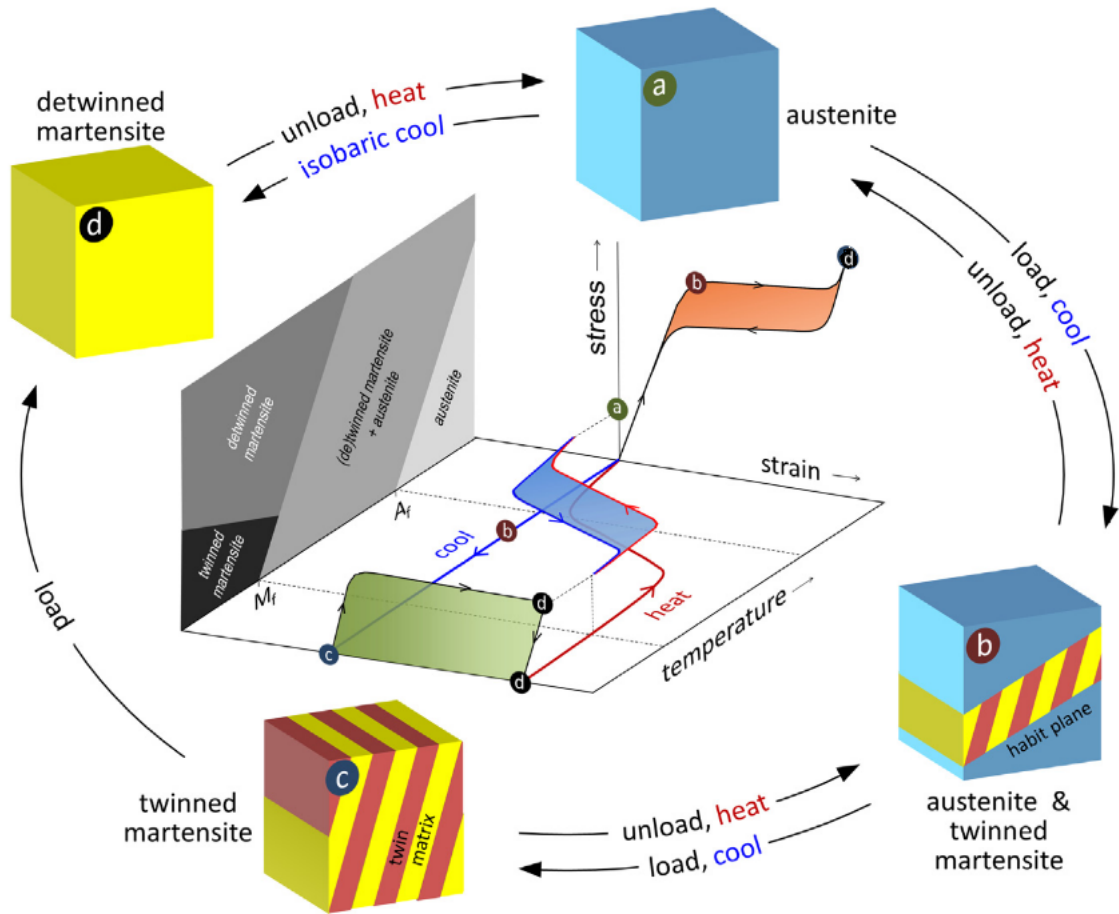 detwinned
martensite
d
unload, heat
isobaric cool
a
austenite
load, cool
unload, heat
stress
b
d
a
strain
temperature
detwinned
martensite
(de)twinned martensite
+ austenite
austenite
twinned
martensite
Af
Mf
cool
b
heat
c
d
d
load
b
habit plane
austenite &
twinned
martensite
c
twin
matrix
twinned
martensite
unload, heat
load, cool